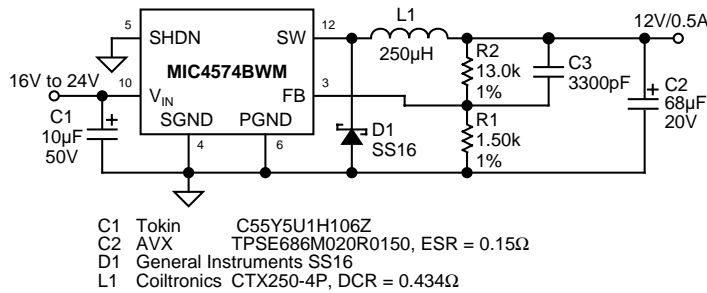 12V/0.5A
5
SHDN
SW
12
L1
250µH
R2
13.0k
1%
C3
3300pF
MIC4574BWM
16V to 24V
10
VIN
FB
3
C2
68µF
20V
+
C1
10µF
50V
+
SGND
PGND
4
6
D1
SS16
R1
1.50k
1%
C1 Tokin C55Y5U1H106Z
C2 AVX TPSE686M020R0150, ESR = 0.15Ω
D1 General Instruments SS16
L1 Coiltronics CTX250-4P, DCR = 0.434Ω